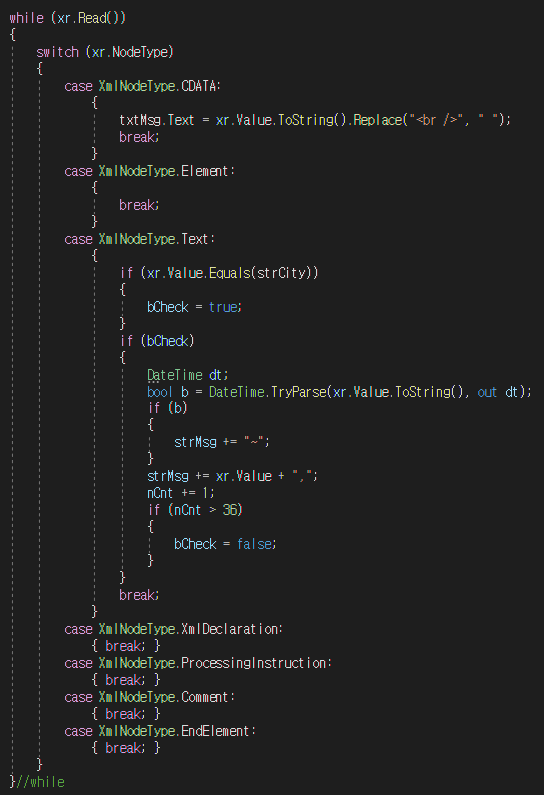 while (xr.Read())
{
    switch (xr.NodeType)
    {
        case XmlNodeType.CDATA:
            {
                txtMsg.Text = xr.Value.ToString().Replace("<br />", " ");
                break;
            }
        case XmlNodeType.Element:
            {
                break;
            }
        case XmlNodeType.Text:
            {
                if (xr.Value.Equals(strCity))
                {
                    bCheck = true;
                }
                if (bCheck)
                {
                    DateTime dt;
                    bool b = DateTime.TryParse(xr.Value.ToString(), out dt);
                    if (b)
                    {
                        strMsg += "~";
                    }
                    strMsg += xr.Value + ",";
                    nCnt += 1;
                    if (nCnt > 36)
                    {
                        bCheck = false;
                    }
                }
                break;
            }
        case XmlNodeType.XmlDeclaration:
            { break; }
        case XmlNodeType.ProcessingInstruction:
            { break; }
        case XmlNodeType.Comment:
            { break; }
        case XmlNodeType.EndElement:
            { break; }
    }
}//while